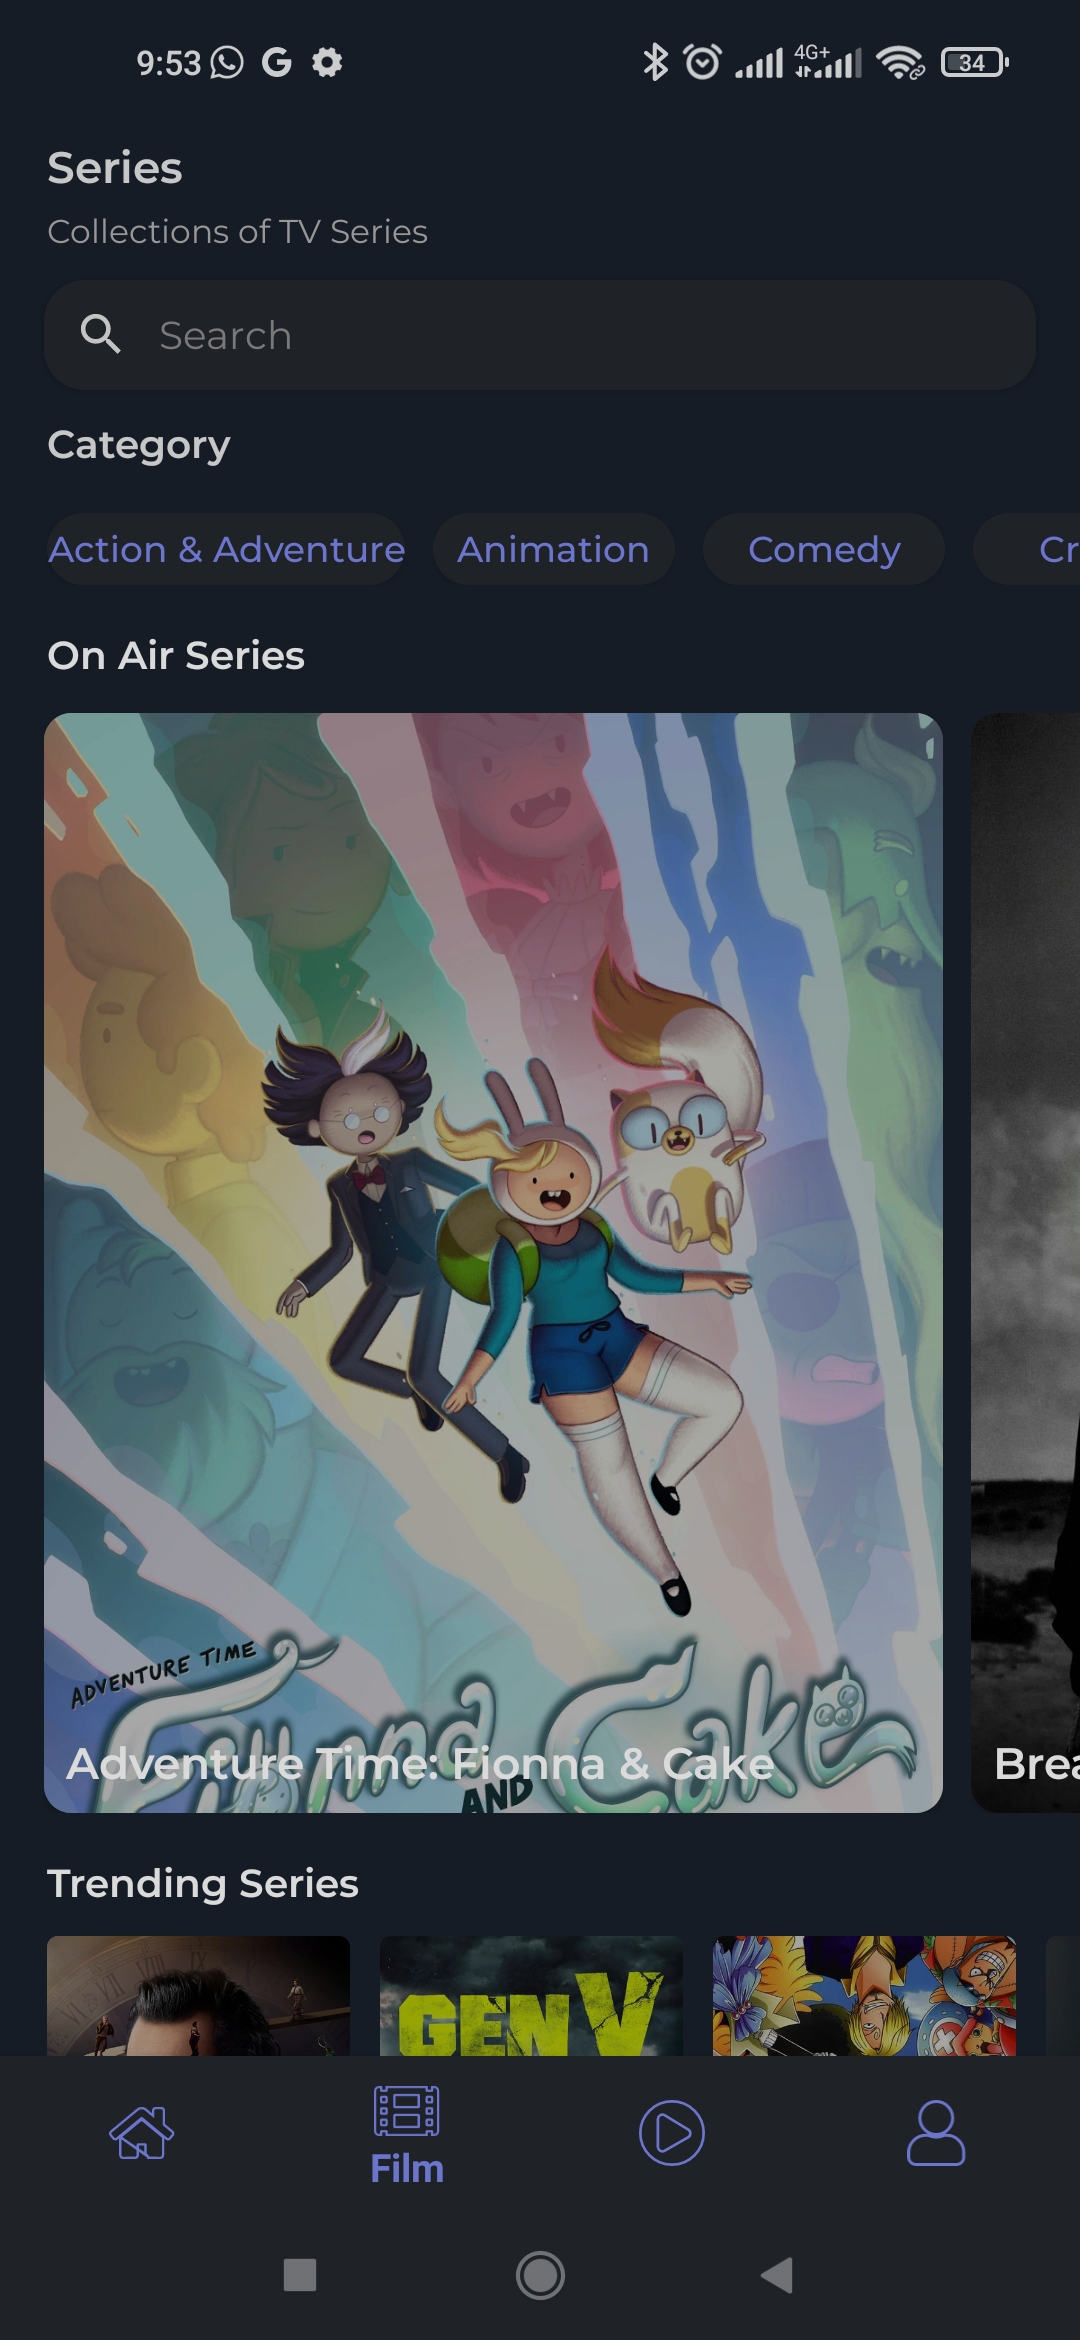 9:53 4G+ 34
Series
Collections of TV Series
Search
Category
Action & Adventure Animation Comedy Cr
On Air Series
ADVENTURE TIME
Fionna
AND
Cake
Adventure Time: Fionna & Cake
Brea
Trending Series
GEN V
Film